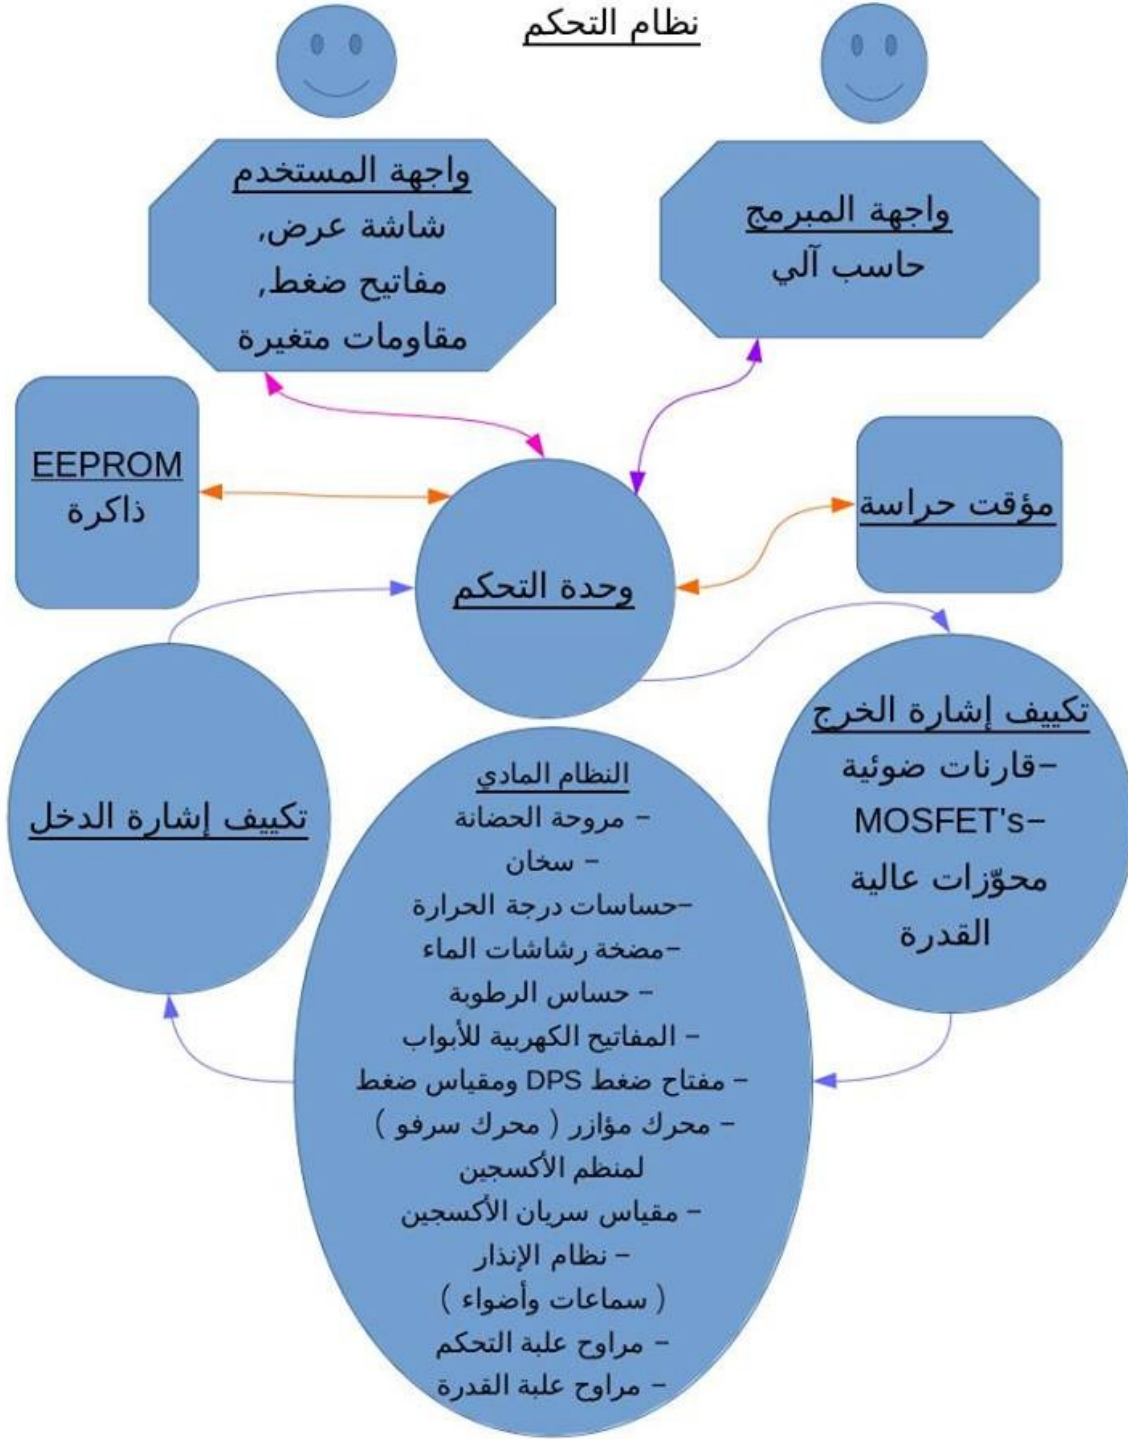 نظام التحكم
واجهة المستخدم
شاشة عرض,
مفاتيح ضغط,
مقاومات متغيرة
واجهة المبرمج
حاسب آلي
EEPROM
ذاكرة
مؤقت حراسة
وحدة التحكم
تكييف إشارة الخرج
-قارنات ضوئية
-MOSFET's
محوّزات عالية
القدرة
تكييف إشارة الدخل
النظام المادي
- مروحة الحضانة
- سخان
-حساسات درجة الحرارة
-مضخة رشاشات الماء
- حساس الرطوبة
- المفاتيح الكهربية للأبواب
- مفتاح ضغط DPS ومقياس ضغط
- محرك مؤازر ( محرك سرفو )
لمنظم الأكسجين
- مقياس سريان الأكسجين
- نظام الإنذار
( سماعات وأضواء )
- مراوح علبة التحكم
- مراوح علبة القدرة